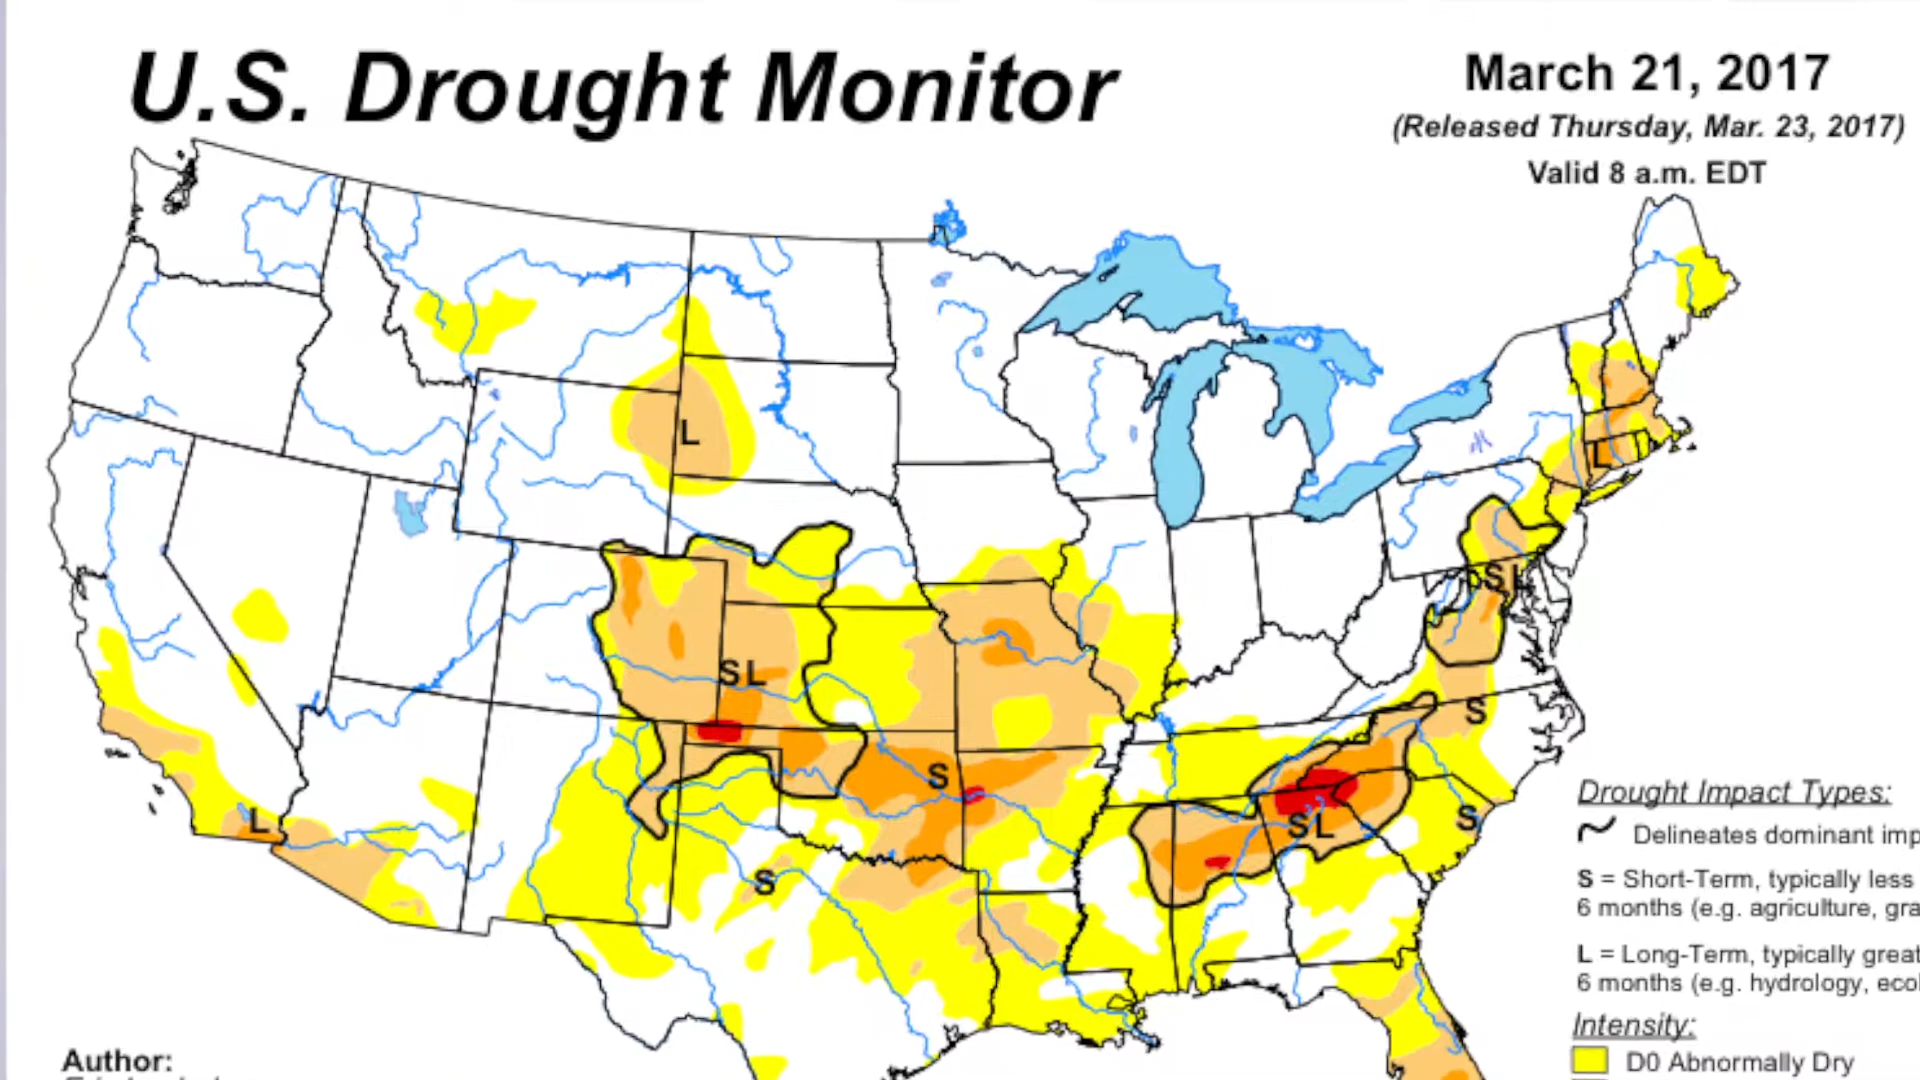 U.S. Drought Monitor
March 21, 2017
(Released Thursday, Mar. 23, 2017)
Valid 8 a.m. EDT
L
L
SL
SL
S
S
L
SL
S
S
S
Drought Impact Types:
Delineates dominant imp
S = Short-Term, typically less
6 months (e.g. agriculture, gra
L = Long-Term, typically great
6 months (e.g. hydrology, ecol
Intensity:
D0 Abnormally Dry
Author: